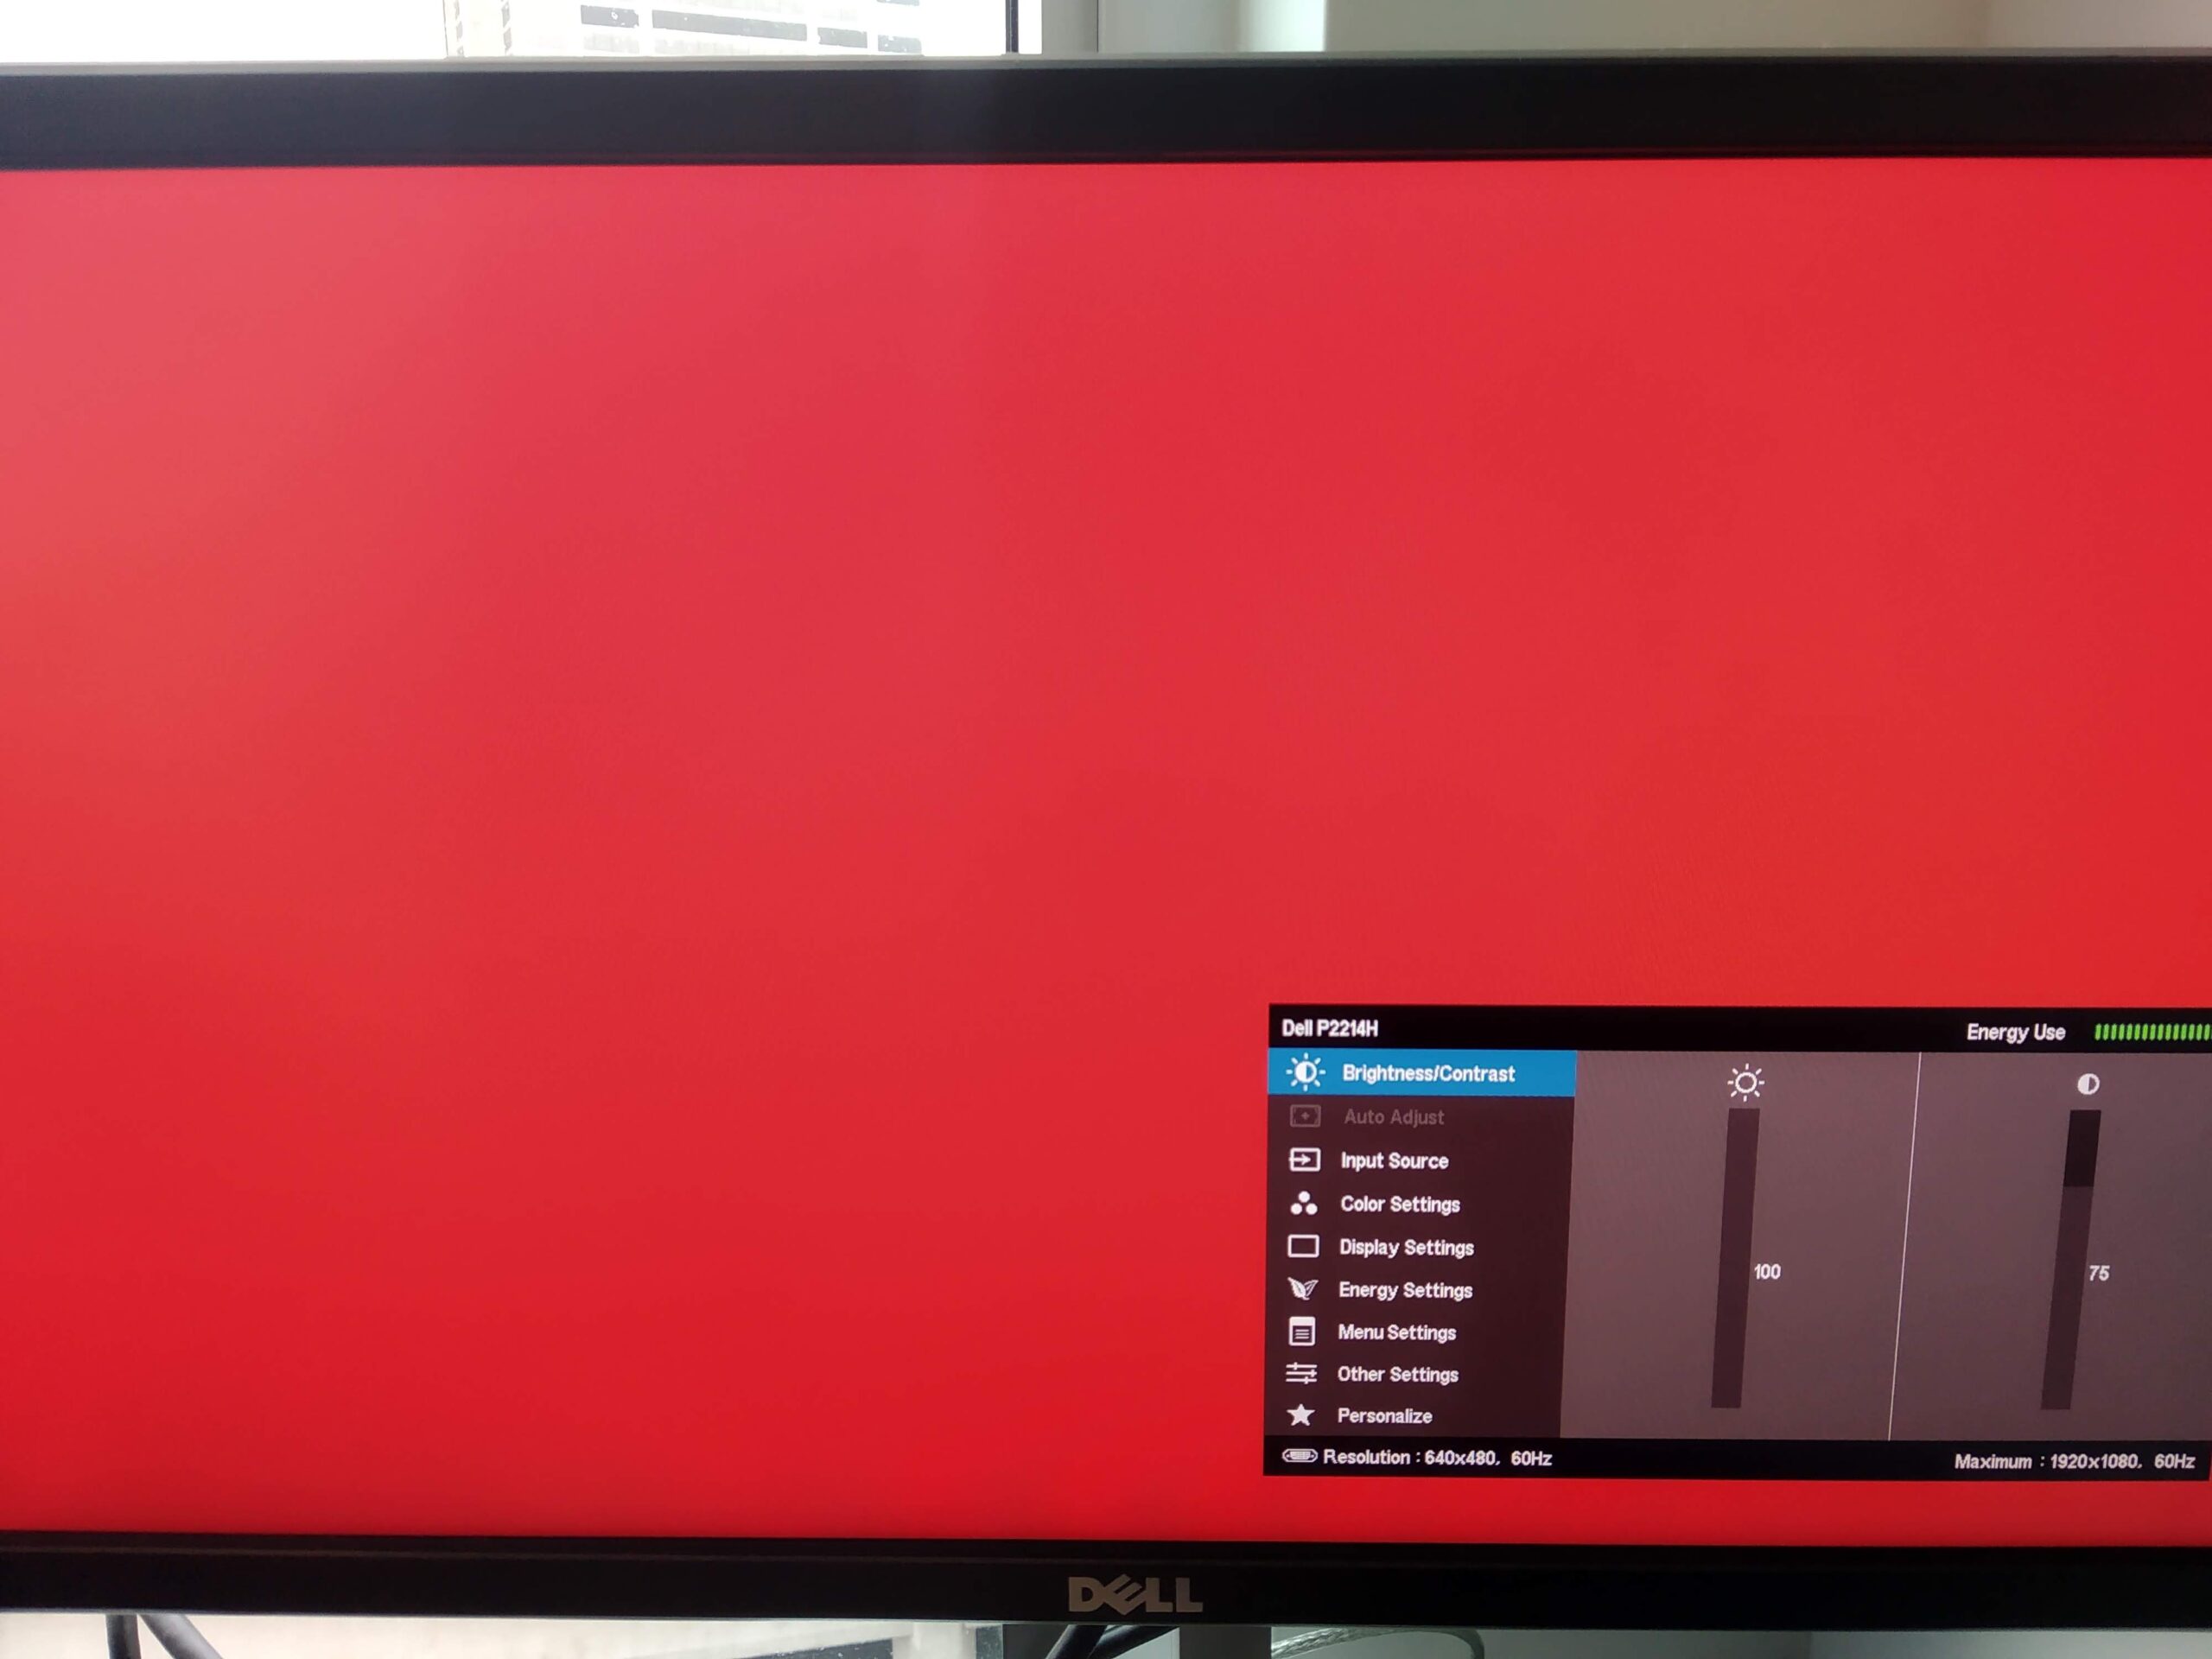 Dell P2214H
Energy Use
Brightness/Contrast
Auto Adjust
Input Source
Color Settings
Display Settings
Energy Settings
Menu Settings
Other Settings
Personalize
100
75
Resolution : 640x480, 60Hz
Maximum : 1920x1080, 60Hz
DELL